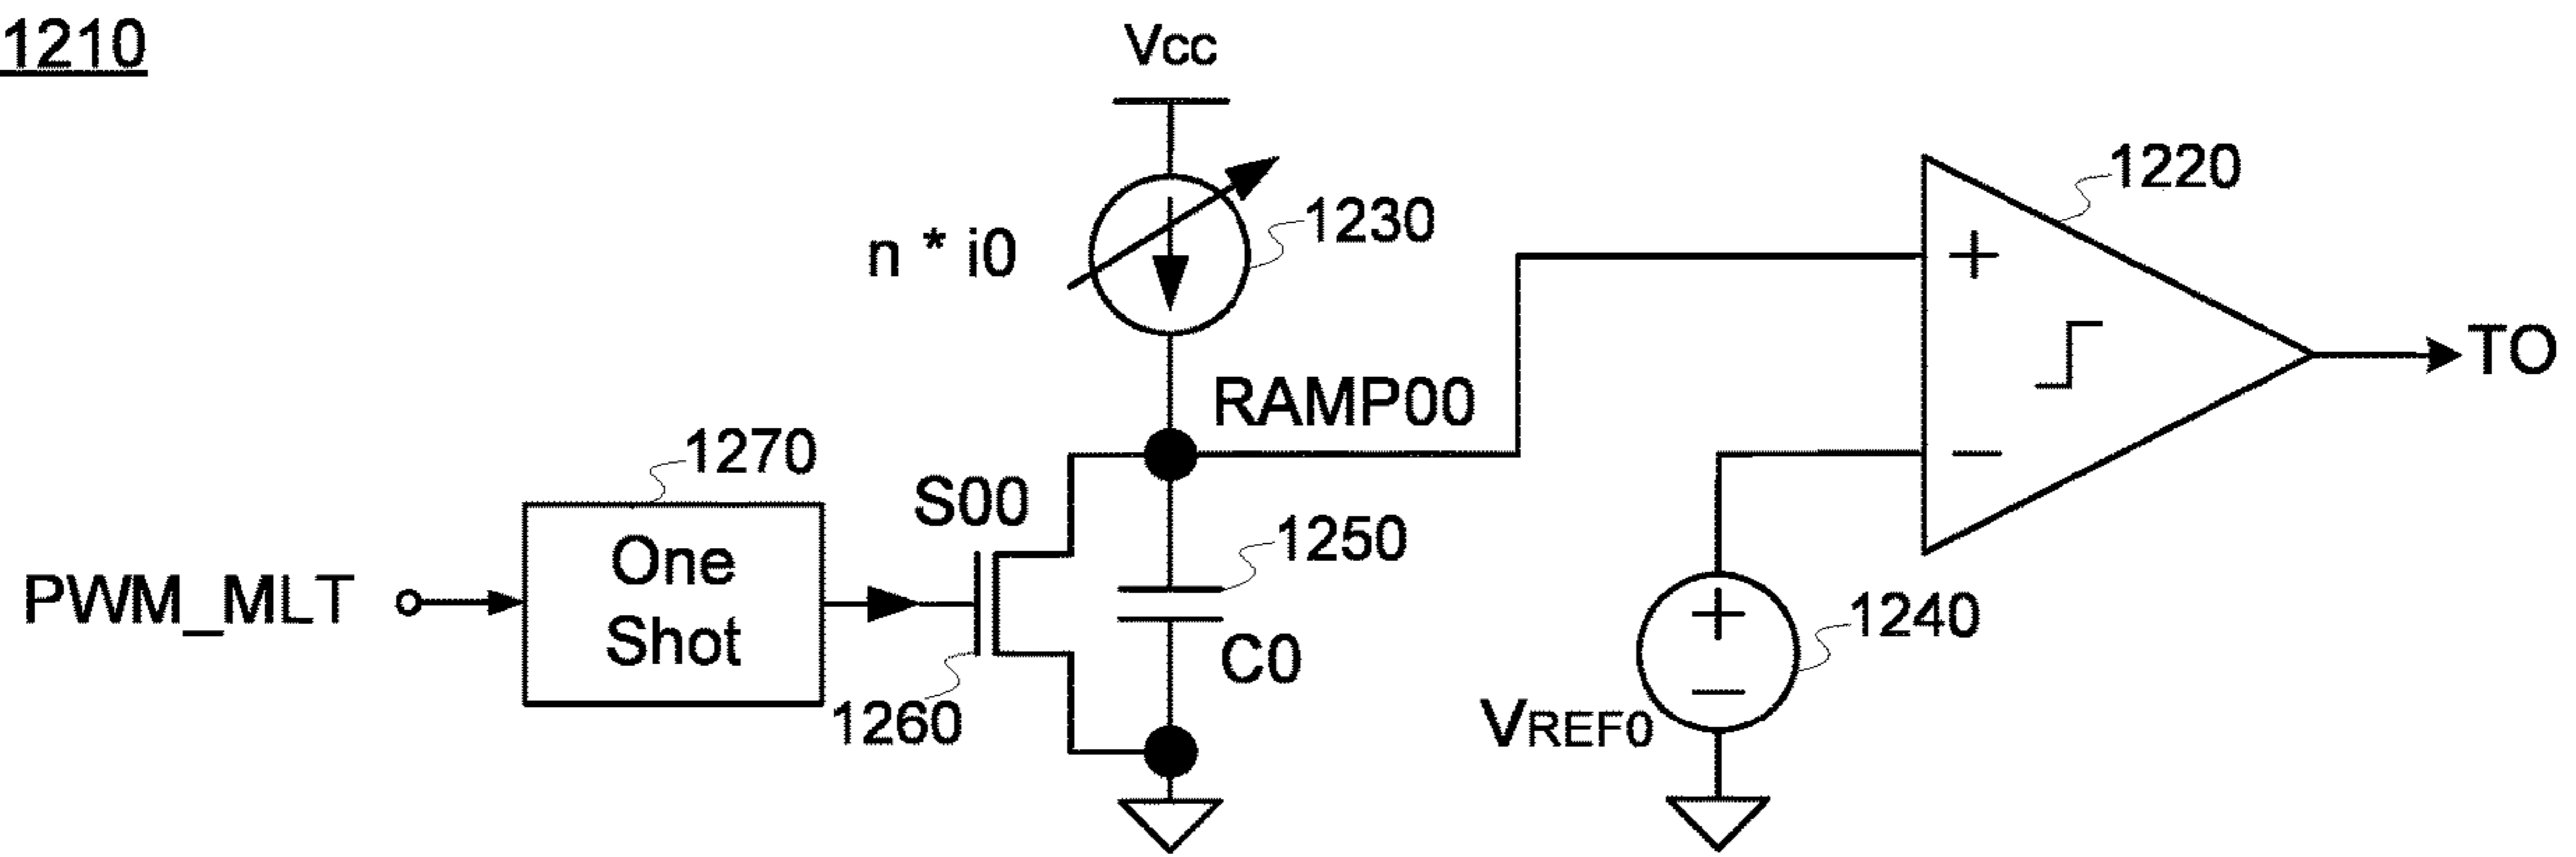 1210
Vcc
1220
n * i0
1230
+
TO
RAMP00
1270
S00
−
1250
PWM_MLT
One
Shot
C0
+
−
1240
1260
VREF0